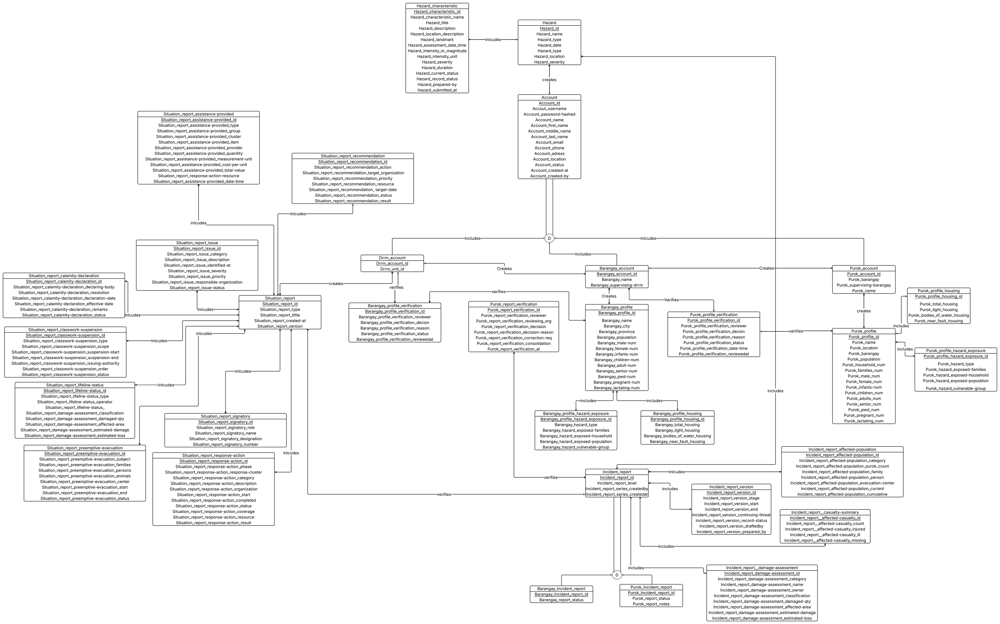 Hazard_characteristic
Hazard_characteristic_id
Hazard_characteristic_name
Hazard_title
Hazard_description
Hazard_location_description
Hazard_landmark
Hazard_assessment_date_time
Hazard_intensity_or_magnitude
Hazard_intensity_unit
Hazard_severity
Hazard_duration
Hazard_current_status
Hazard_record_status
Hazard_prepared-by
Hazard_submitted_at
inlcudes
Hazard
Hazard_id
Hazard_name
Hazard_type
Hazard_date
Hazard_type
Hazard_location
Hazard_severity
creates
Account
Account_id
Accout_username
Account_password-hashed
Account_name
Account_first_name
Account_middle_name
Account_last_name
Account_email
Account_phone
Account_adress
Account_location
Acocunt_status
Account_created-at
Account_created-by
Situation_report_assistance-provided
Situation_report_assistance-provided_id
Situation_report_assistance-provided_type
Situation_report_assistance-provided_group
Situation_report_assistance-provided_cluster
Situation_report_assistance-provided_item
Situation_report_assistance-provided_provider
Situation_report_assistance-provided_quanitity
Situation_report_assistance-provided_measurement-unit
Situation_report_assistance-provided_cost-per-unit
Situation_report_assistance-provided_total-value
Situation_report_response-action-resource
Situation_report_assistance-provided_date-time
Situation_report_recommendation
Situation_report_recommendation_id
Situation_report_recommendation_action
Situation_report_recommendation_target_organization
Situation_report_recommendation_priority
Situation_report_recommendation_resource
Situation_report_recommendation_ target-date
Situation_report_recommendation_status
Situation_report_recommendation_result
inlcudes
inlcudes
includes
D
inlcudes
includes
Situation_report_issue
Situation_report_issue_id
Situation_report_issue_category
Situation_report_issue_description
Situation_report_issue_identified-at
Situation_report_issue_severity
Situation_report_issue_priority
Situation_report_issue_responsible-organization
Situation_report_issue-status
Drrm_account
Drrm_account_id
Drrm_unit_id
Creates
Barangay_account
Barangay_account_id
Barangay_name
Barangay_supervising-drrm
Creates
Purok_account
Purok_account_id
Purok_barangay
Purok_supervising-barangay
Purok_name
Situation_report_calamity-declaration
Situation_report_calamity-declaration_id
Situation_report_calamity-declaration_declaring-body
Situation_report_calamity-declaration_resolution
Situation_report_calamity-declaration_declaration-date
Situation_report_calamity-declaration_effective-date
Situation_report_calamity-declaration_remarks
Situation_report_calamity-declaration_status
creates
verifies
verifies
Creates
Verifies
creates
Purok_profile_housing
Purok_profile_housing_id
Purok_total_housing
Purok_light_housing
Purok_bodies_of_water_housing
Purok_near_fault_housing
Situation_report
Situation_report_id
Situation_report_type
Situation_report_tiltle
Situation_report_created-at
Situation_report_version
inlcudes
inlcudes
Barangay_profile_verification
Barangay_profile_verification_id
Barangay_profile_verification_reviewer
Barangay_profile_verification_decion
Barangay_profile_verification_reason
Barangay_profile_verification_status
Barangay_profile_verification_reviewedat
Purok_report_verification
Purok_report_verification_id
Purok_report_verification_reviewer
Purok_report_verification_reviewing_org
Purok_report_verification_decision
Purok_report_verification_decision-reason
Purok_report_verification_correction-req
Purok_report_verification_consolidation
Purok_report_verification_at
Barangay_profile
Barangay_profile_id
Barangay_name
Barangay_city
Barangay_province
Barangay_population
Barangay_male-num
Barangay_female-num
Barangay_infants-num
Barangay_children-num
Barangay_adult-num
Barangay_senior-num
Barangay_pwd-num
Barangay_pregnant-num
Barangay_lactating-num
Purok_profile_verification
Purok_profile_verification_id
Purok_profile_verification_reviewer
Purok_profile_verification_decion
Purok_profile_verification_reason
Purok_profile_verification_status
Purok_profile_veriifcation_date-time
Purok_profile_verification_reviewedat
verifies
includes
Purok_profile
Purok_profile_id
Purok_name
Purok_location
Purok_barangay
Purok_population
Purok_household_num
Purok_families_num
Purok_male_num
Purok_female_num
Purok_infants-num
Purok_children_num
Purok_adults_num
Purok_senior_num
Purok_pwd_num
Purok_pregnant_num
Purok_lactating_num
includes
Purok_profile_hazard_exposure
Purok_profile_hazard_exposure_id
Purok_hazard_type
Purok_hazard_exposed-families
Purok_hazard_exposed-household
Purok_hazard_exposed-population
Purok_hazard_vulnerable-group
Situation_report_classwork-suspension
Situation_report_classwork-suspension_id
Situation_report_classwork-suspension_type
Situation_report_classwork-suspension_scope
Situation_report_classwork-suspension_suspension-start
Situation_report_classwork-suspension_suspension-end
Situation_report_classwork-suspension_issuing-authority
Situation_report_classwork-suspension_order
Situation_report_classwork-suspension_status
inlcudes
inlcudes
inlcudes
Situation_report_lifeline-status
Situation_report_lifeline-status_id
Situation_report_lifeline-status_type
Situation_report_lifeline-status_operator
Situation_report_lifeline-status_
Situation_report_damage-assessment_classification
Situation_report_damage-assessment_damaged-qty
Situation_report_damage-assessment_affected-area
Situation_report_damage-assessment_estimated-damage
Situation_report_damage-assessment_estimated-loss
inlcudes
inlcudes
includes
includes
includes
Situation_report_signatory
Situation_report_signatory_id
Situation_report_signatory_role
Situation_report_signatory_name
Situation_report_signatory_designation
Situation_report_signatory_number
Barangay_profile_hazard_exposure
Barangay_profile_hazard_exposure_id
Barangay_hazard_type
Barangay_hazard_exposed-families
Barangay_hazard_exposed-household
Barangay_hazard_exposed-population
Barangay_hazard_vulnerable-group
Barangay_profile_housing
Barangay_profile_housing_id
Barangay_total_housing
Barangay_light_housing
Barangay_bodies_of_water_housing
Barangay_near_fault_housing
Situation_report_preemptive-evacuation
Situation_report_preemptive-evacuation_id
Situation_report_preemptive-evacuation_subject
Situation_report_preemptive-evacuation_families
Situation_report_preemptive-evacuation_persons
Situation_report_preemptive-evacuation_animals
Situation_report_preemptive-evacuation_center
Situation_report_preemptive-evacuation_start
Situation_report_preemptive-evacuation_end
Situation_report_preemptive-evacuation_status
Situation_report_response-action
Situation_report_response-action_id
Situation_report_response-action_phase
Situation_report_response-action_response-cluster
Situation_report_response-action_category
Situation_report_response-action_description
Situation_report_response-action_organization
Situation_report_response-action_start
Situation_report_response-action_completed
Situation_report_response-action_status
Situation_report_response-action_coverage
Situation_report_response-action_resource
Situation_report_response-action_result
inlcudes
verifies
verifies
Incident_report
Incident_report_id
Incident_report_level
Incident_report_series_createdby
Incident_report_series_createdat
inlcudes
Incident_report_affected-population
Incident_report_affected-population_id
Incident_report_affected-population_category
Incident_report_affected-population_purok_count
Incident_report_affected-population_family
Incident_report_affected-population_person
Incident_report_affected-population_evacuation-center
Incident_report_affected-population_current
Incident_report_affected-population_cumulative
includes
Incident_report_version
Incident_report_version_id
Incident_report_version_stage
Incident_report_version_start
Incident_report_version_end
Incident_report_version_continuing-threat
Incident_report_version_record-status
Incident_report_version_draftedby
Incident_report_version_prepared_by
Incident_report__casualty-summary
Incident_report__affected-casualty_id
Incident_report__affected-casualty_count
Incident_report__affected-casualty_injured
Incident_report__affected-casualty_ill
Incident_report__affected-casualty_missing
includes
includes
D
Barangay_Incident_report
Barangay_Incident_report_id
Barangay_report_status
Purok_Incident_report
Purok_Incident_report_id
Purok_report_status
Purok_report_notes
Incident_report__damage-assessment
Incident_report_damage-assessment_id
Incident_report_damage-assessment_category
Incident_report_damage-assessment_name
Incident_report_damage-assessment_owner
Incident_report_damage-assessment_classification
Incident_report_damage-assessment_damaged-qty
Incident_report_damage-assessment_affected-area
Incident_report_damage-assessment_estimated-damage
Incident_report_damage-assessment_estimated-loss